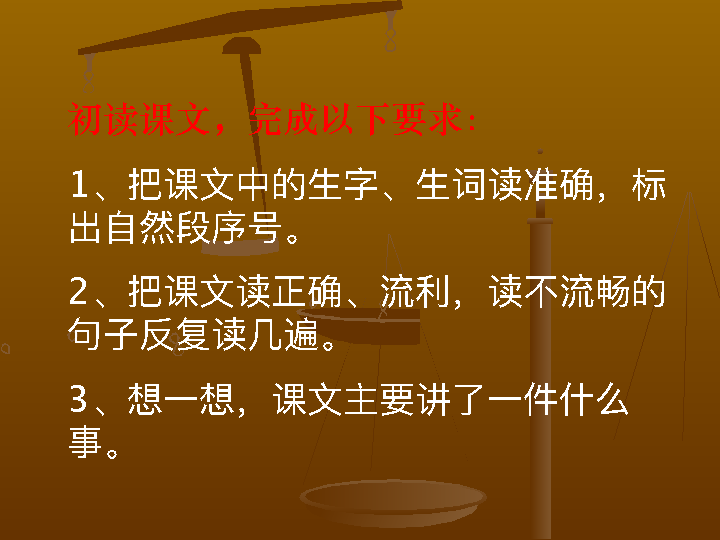 初读课文，完成以下要求：
1、把课文中的生字、生词读准确，标
出自然段序号。
2、把课文读正确、流利，读不流畅的
句子反复读几遍。
3、想一想，课文主要讲了一件什么
事。